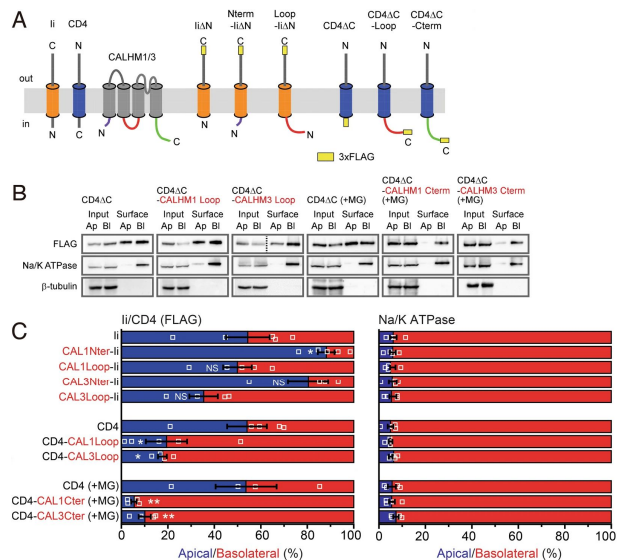 A
Ii CD4
C N
CALHM1/3
out
in
N C
N
C
IiΔN
Nterm
-IiΔN
Loop
-IiΔN
C C C
N N N
CD4ΔC
CD4ΔC
-Loop
CD4ΔC
-Cterm
N N N
C C C
3xFLAG
B
CD4ΔC
CD4ΔC
-CALHM1 Loop
CD4ΔC
-CALHM3 Loop
CD4ΔC (+MG)
CD4ΔC
-CALHM1 Cterm
(+MG)
CD4ΔC
-CALHM3 Cterm
(+MG)
Input Surface Input Surface Input Surface Input Surface Input Surface Input Surface
Ap Bl Ap Bl Ap Bl Ap Bl Ap Bl Ap Bl Ap Bl Ap Bl Ap Bl Ap Bl Ap Bl Ap Bl
FLAG
Na/K ATPase
β-tubulin
C
Ii/CD4 (FLAG) Na/K ATPase
Ii
CAL1Nter-Ii *
CAL1Loop-Ii NS
CAL3Nter-Ii NS
CAL3Loop-Ii NS
CD4
CD4-CAL1Loop *
CD4-CAL3Loop *
CD4 (+MG)
CD4-CAL1Cter (+MG) **
CD4-CAL3Cter (+MG) **
0 20 40 60 80 100 0 20 40 60 80 100
Apical/Basolateral (%) Apical/Basolateral (%)